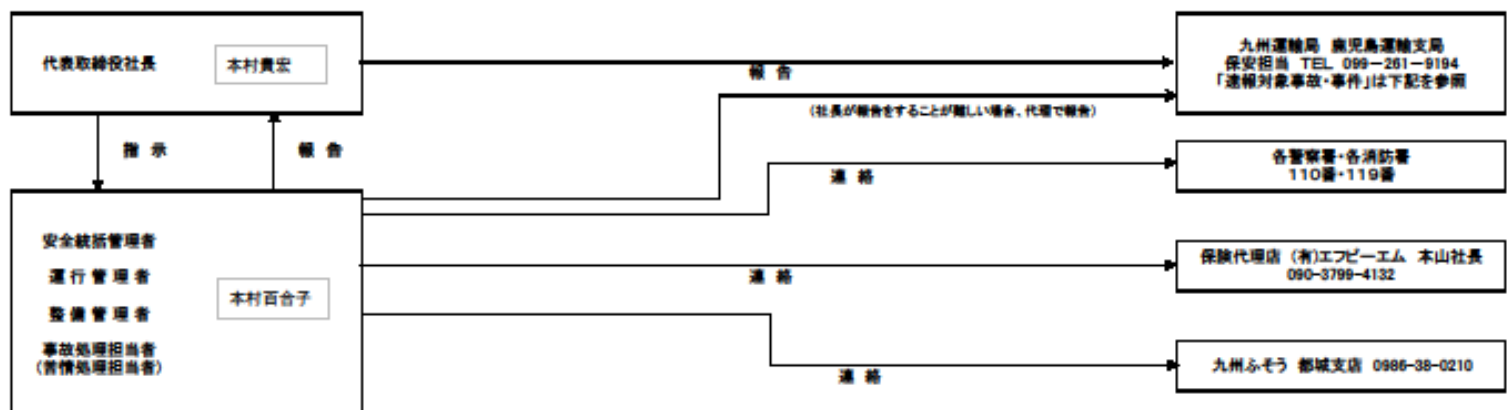 代表取締役社長
本村貴宏
報 告
九州運輸局 鹿児島運輸支局
保安担当 TEL 099-261-9194
「速報対象事故・事件」は下記を参照
(社長が報告をすることが難しい場合、代理で報告)
指 示
報 告
連 絡
各警察署・各消防署
110番・119番
安全統括管理者
運 行 管 理 者
整 備 管 理 者
事故処理担当者
(苦情処理担当者)
本村百合子
連 絡
保険代理店 (有)エフピーエム 本山社長
090-3799-4132
連 絡
九州ふそう 都城支店 0986-38-0210